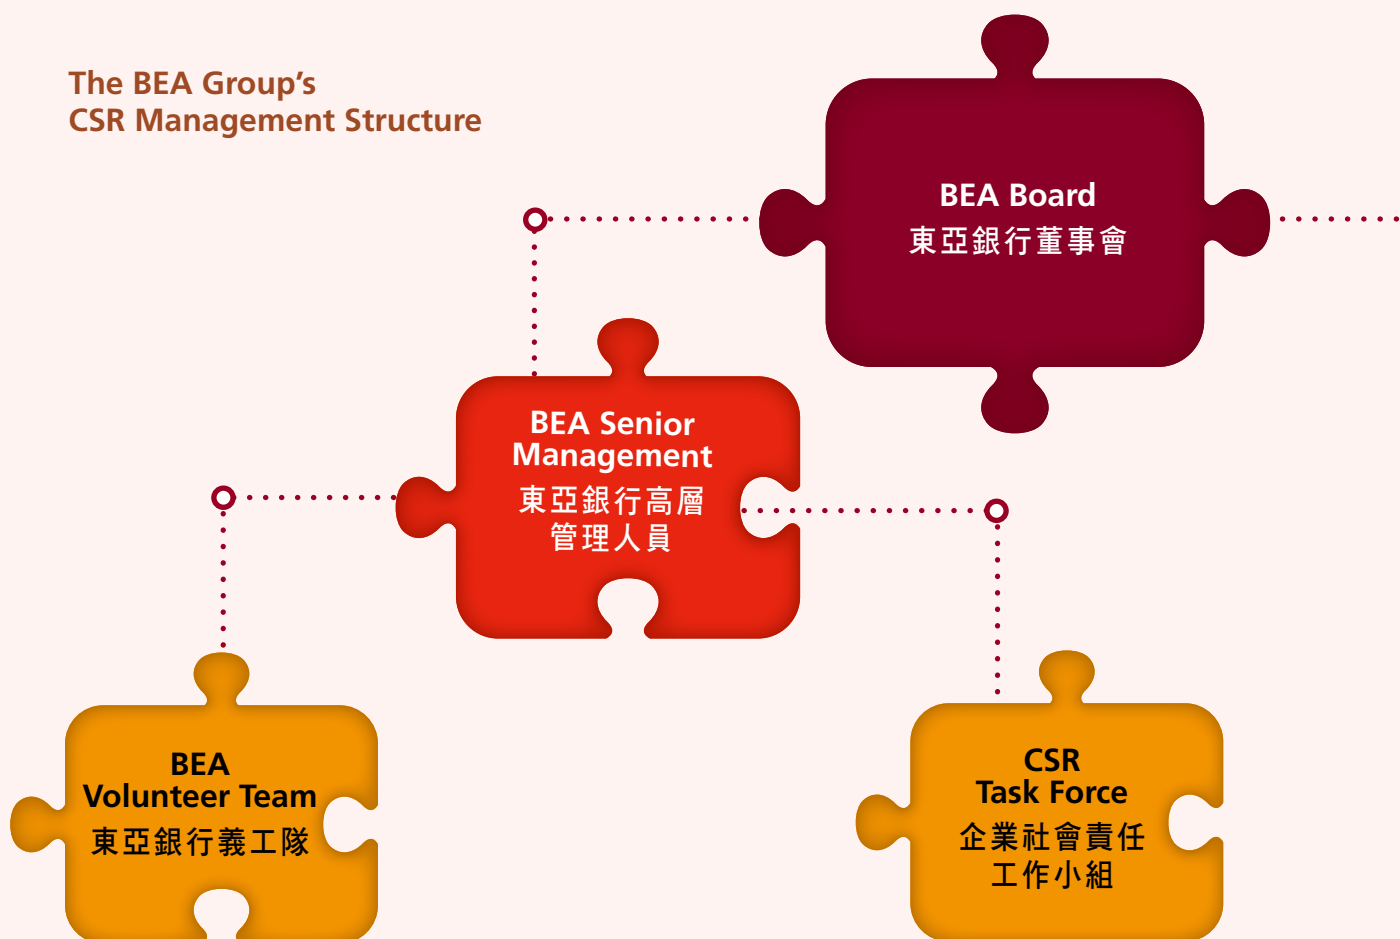 The BEA Group’s
CSR Management Structure
BEA Board
東亞銀行董事會
BEA Senior
Management
東亞銀行高層
管理人員
BEA
Volunteer Team
東亞銀行義工隊
CSR
Task Force
企業社會責任
工作小組